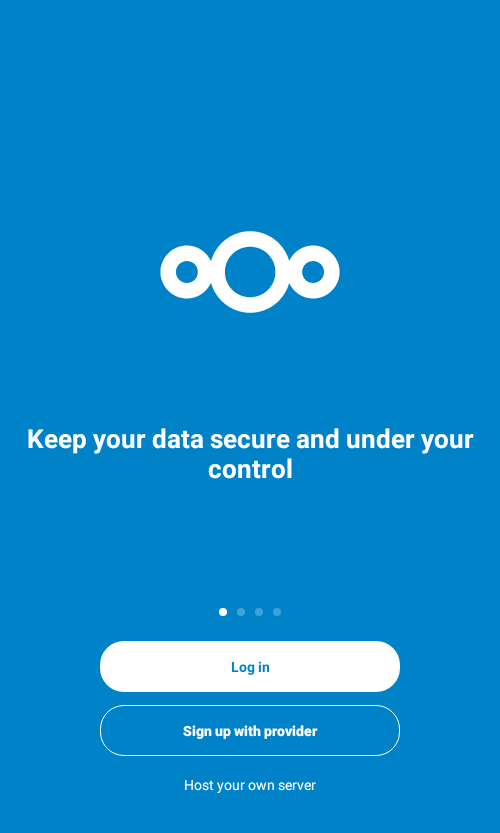 Keep your data secure and under your
control
Log in
Sign up with provider
Host your own server